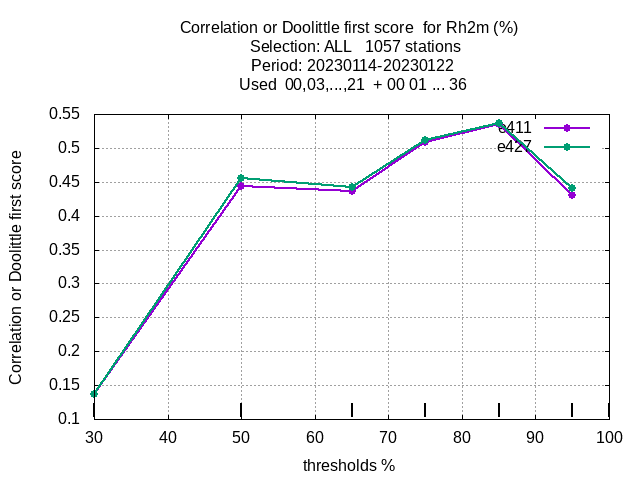 Correlation or Doolittle first score  for Rh2m (%)
Selection: ALL   1057 stations
Period: 20230114-20230122
Used  00,03,...,21  + 00 01 ... 36
Correlation or Doolittle first score
0.55
0.5
0.45
0.4
0.35
0.3
0.25
0.2
0.15
0.1
e411
e427
30 40 50 60 70 80 90 100
thresholds %